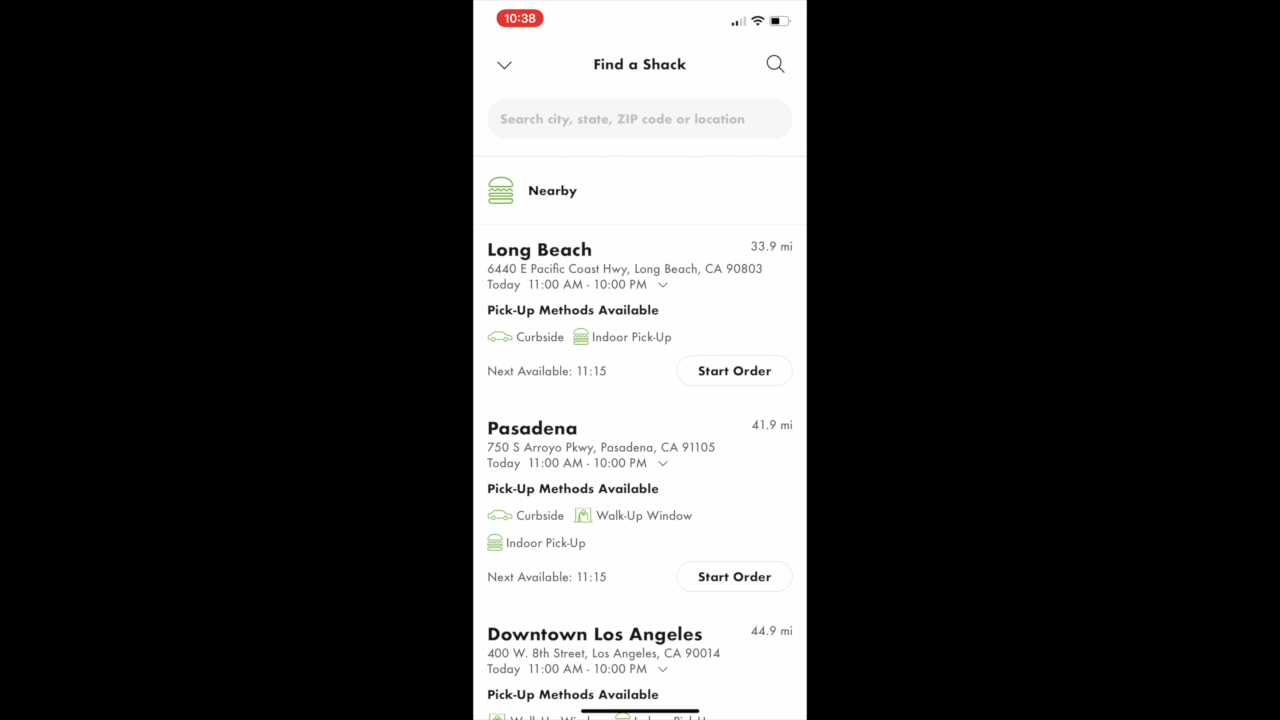 10:38
Find a Shack
Search city, state, ZIP code or location
Nearby
Long Beach 33.9 mi
6440 E Pacific Coast Hwy, Long Beach, CA 90803
Today 11:00 AM - 10:00 PM
Pick-Up Methods Available
Curbside Indoor Pick-Up
Next Available: 11:15 Start Order
Pasadena 41.9 mi
750 S Arroyo Pkwy, Pasadena, CA 91105
Today 11:00 AM - 10:00 PM
Pick-Up Methods Available
Curbside Walk-Up Window
Indoor Pick-Up
Next Available: 11:15 Start Order
Downtown Los Angeles 44.9 mi
400 W. 8th Street, Los Angeles, CA 90014
Today 11:00 AM - 10:00 PM
Pick-Up Methods Available